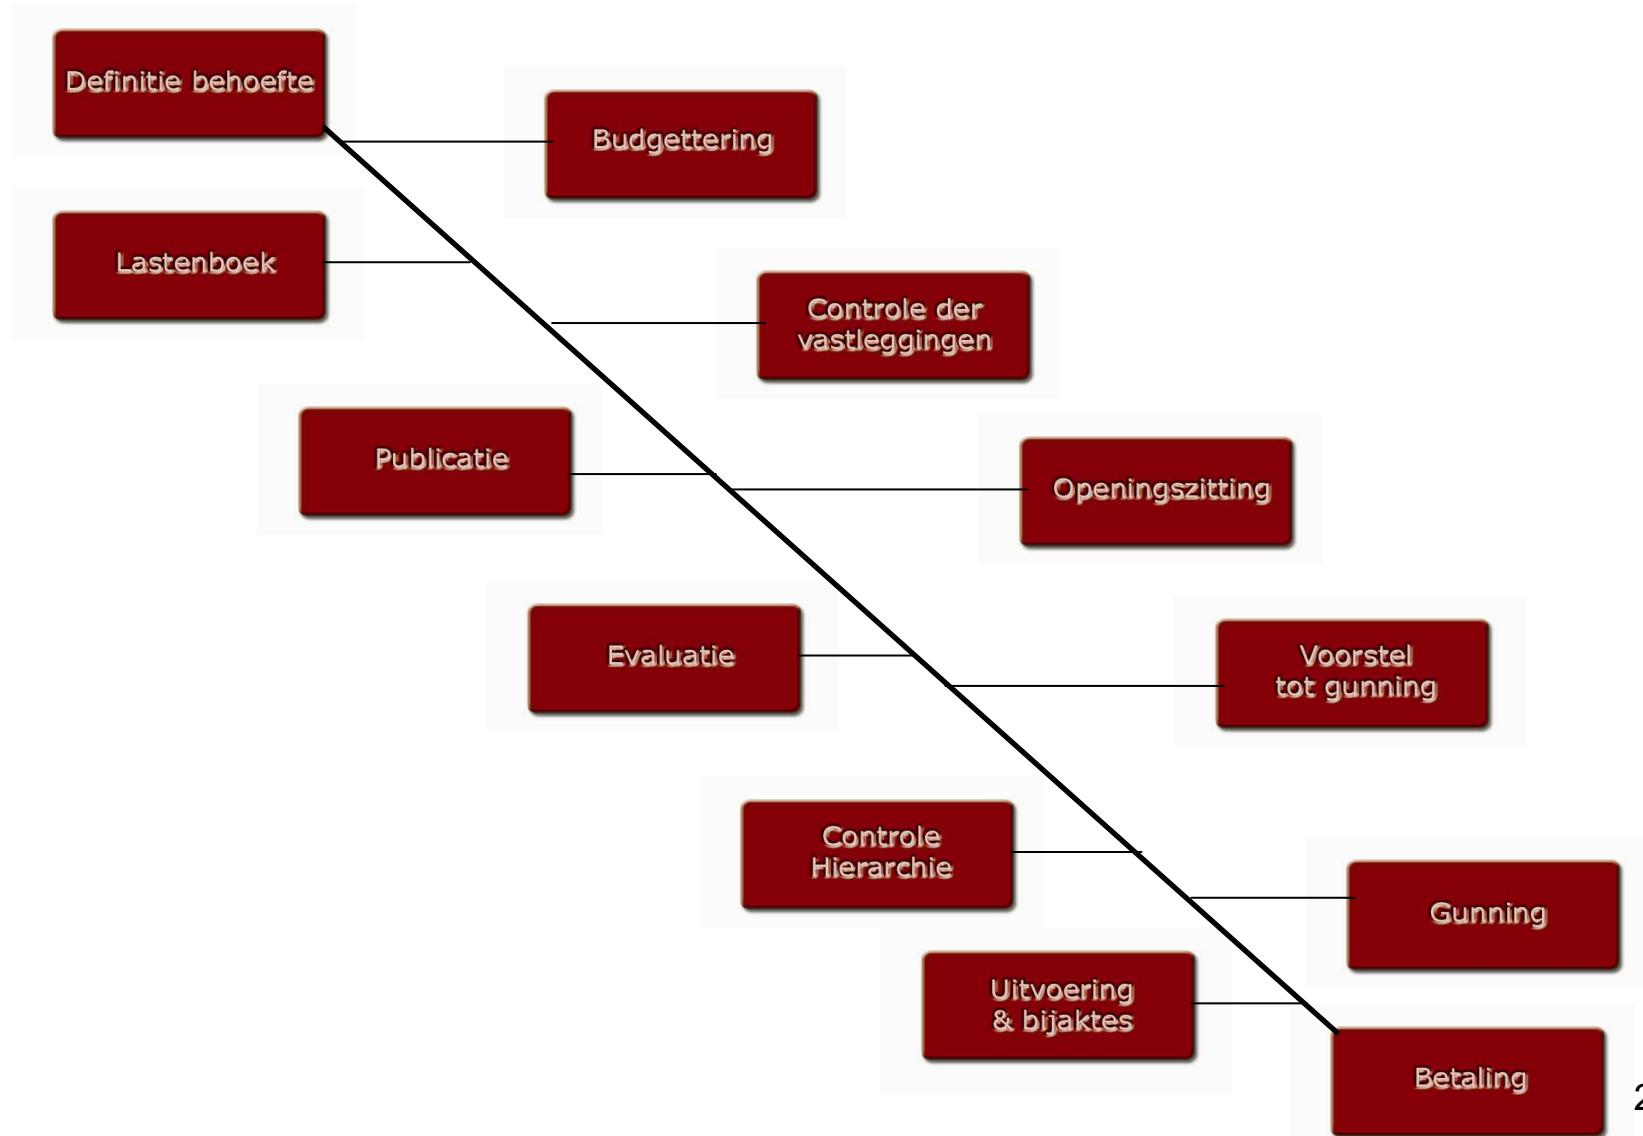 Definitie behoefte
Budgettering
Lastenboek
Controle der
vastleggingen
Publicatie
Openingszitting
Evaluatie
Voorstel
tot gunning
Controle
Hierarchie
Gunning
Uitvoering
& bijaktes
Betaling
2